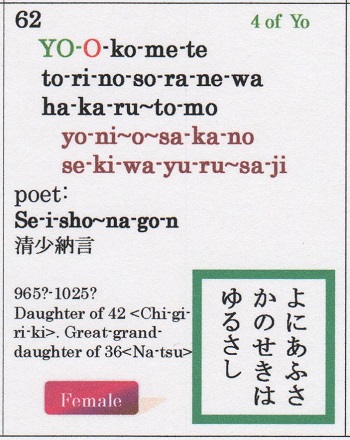 62
4 of Yo
YO-O-ko-me-te
to-ri-no-so-ra-ne-wa
ha-ka-ru~to-mo
yo-ni~o~sa-ka-no
se-ki-wa-yu-ru~sa-ji
poet:
Se-i-sho~na-go-n
清少納言
965?-1025?
Daughter of 42 <Chi-gi-
ri-ki>. Great-grand-
daughter of 36<Na-tsu>
Female
よにあふさ
かのせきは
ゆるさし